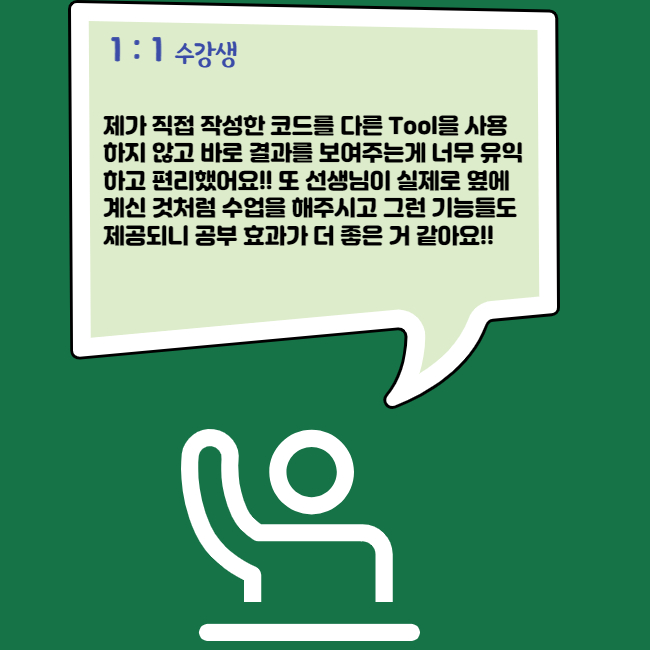 1 : 1 수강생
제가 직접 작성한 코드를 다른 Tool을 사용
하지 않고 바로 결과를 보여주는게 너무 유익
하고 편리했어요!! 또 선생님이 실제로 옆에
계신 것처럼 수업을 해주시고 그런 기능들도
제공되니 공부 효과가 더 좋은 거 같아요!!